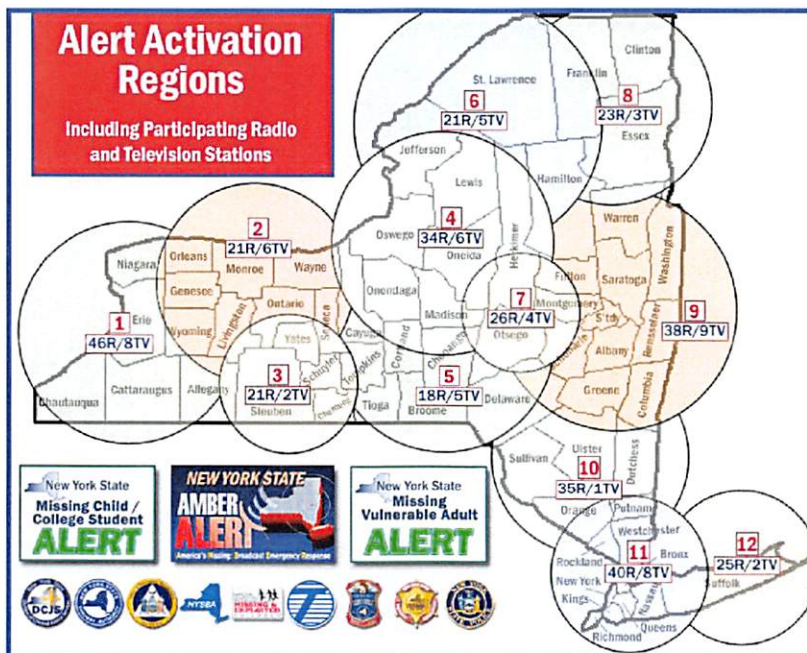 Alert Activation
Regions
Including Participating Radio
and Television Stations
Clinton
Franklin
St. Lawrence
6
21R/5TV
8
23R/3TV
Essex
Jefferson
Lewis
Hamilton
2
21R/6TV
4
34R/6TV
Warren
Washington
Oswego
Oneida
Herkimer
Niagara
Orleans
Monroe
Wayne
Fulton
Saratoga
Genesee
Onondaga
7
26R/4TV
Montgomery
Ontario
Seneca
Madison
9
38R/9TV
1
46R/8TV
Erie
Wyoming
Livingston
Cayuga
Otsego
S'tdy
Rensselaer
Yates
Cortland
Chenango
Albany
3
21R/2TV
Schuyler
Tompkins
5
18R/5TV
Greene
Columbia
Chautauqua
Cattaraugus
Allegany
Steuben
Chemung
Tioga
Broome
Delaware
Ulster
Sullivan
Dutchess
10
35R/1TV
Orange
Putnam
Westchester
Rockland
11
40R/8TV
Bronx
12
25R/2TV
Suffolk
New York
Kings
Nassau
Queens
Richmond
New York State
Missing Child /
College Student
ALERT
NEW YORK STATE
AMBER
ALERT
America's Missing: Broadcast Emergency Response
New York State
Missing
Vulnerable Adult
ALERT
DCJS
NYSBA
MISSING & EXPLOITED